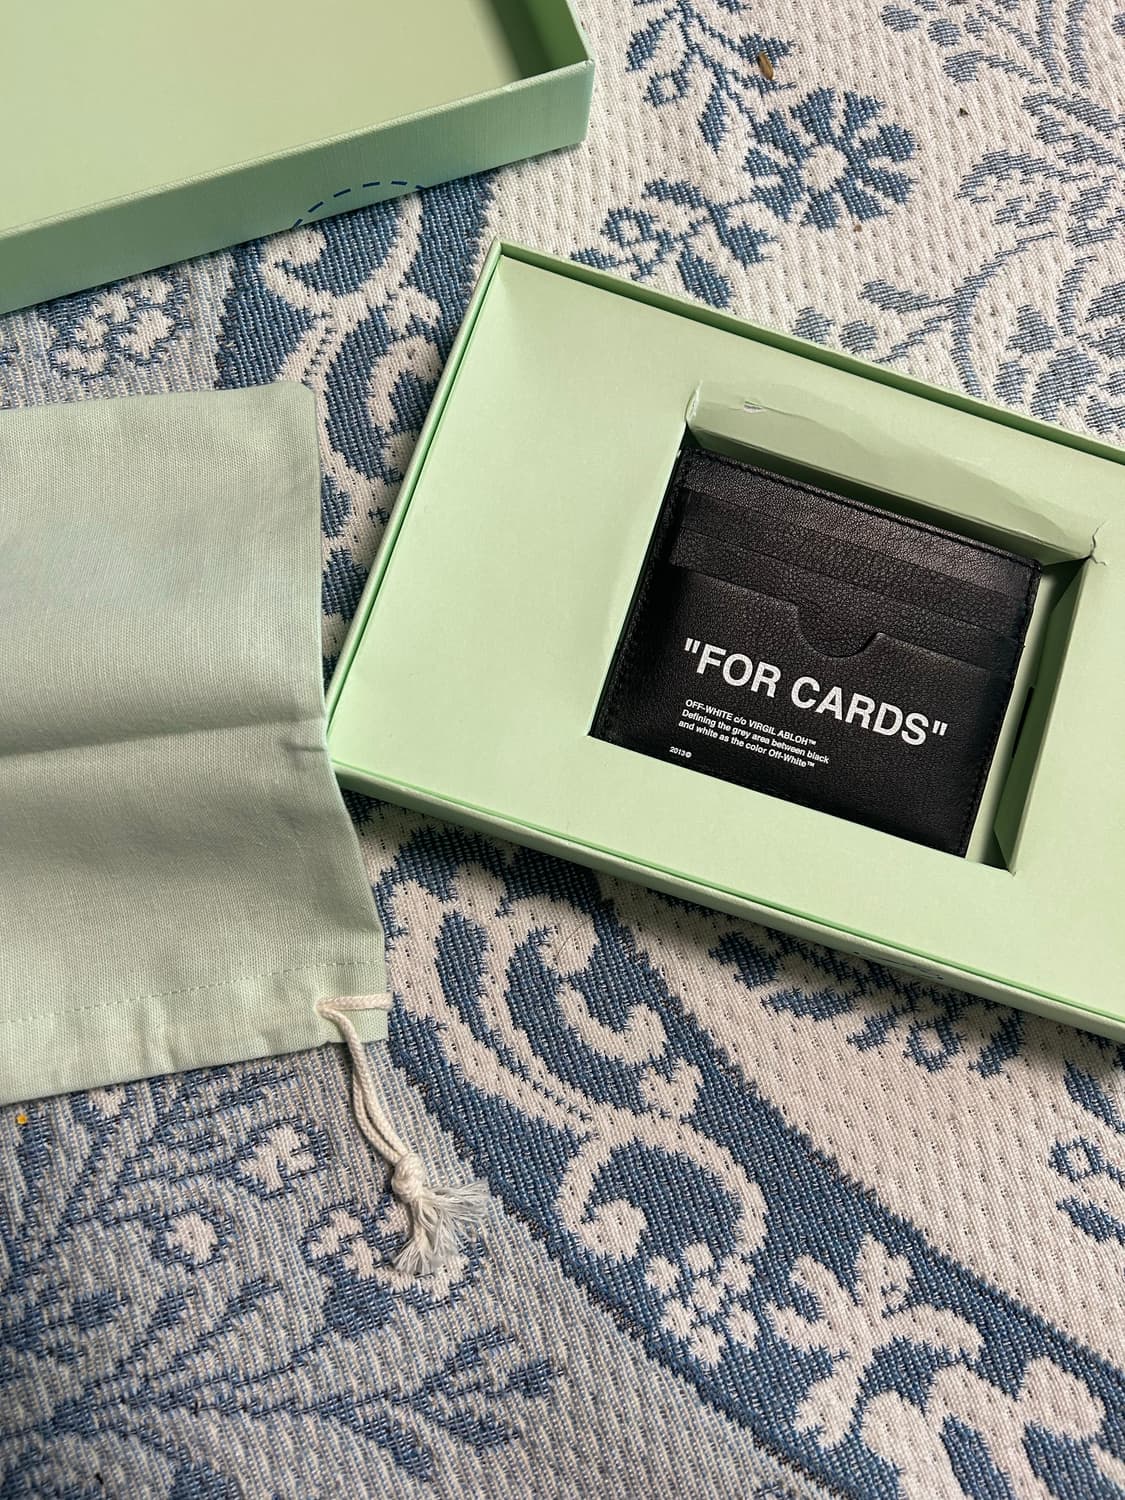 "FOR CARDS"
OFF-WHITE c/o VIRGIL ABLOH™
Defining the grey area between black
and white as the color Off-White™
2013